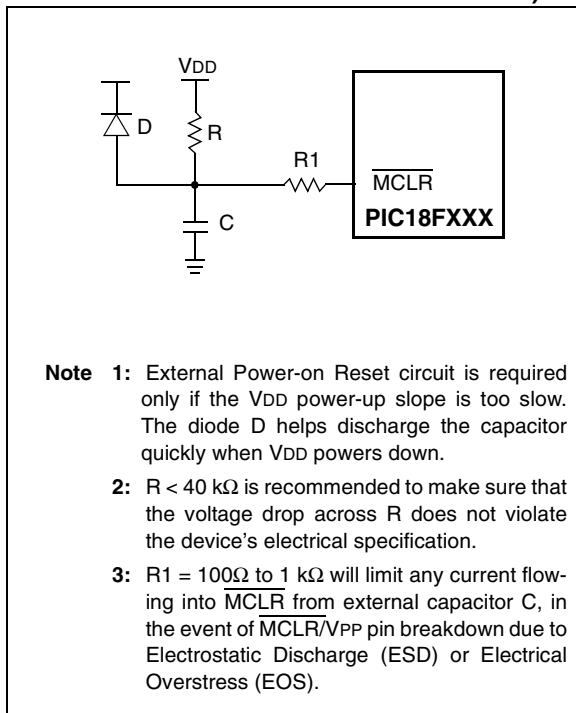 VDD
D
R
R1
MCLR
PIC18FXXX
C
Note 1: External Power-on Reset circuit is required
only if the VDD power-up slope is too slow.
The diode D helps discharge the capacitor
quickly when VDD powers down.
2: R < 40 kΩ is recommended to make sure that
the voltage drop across R does not violate
the device's electrical specification.
3: R1 = 100Ω to 1 kΩ will limit any current flow-
ing into MCLR from external capacitor C, in
the event of MCLR/VPP pin breakdown due to
Electrostatic Discharge (ESD) or Electrical
Overstress (EOS).